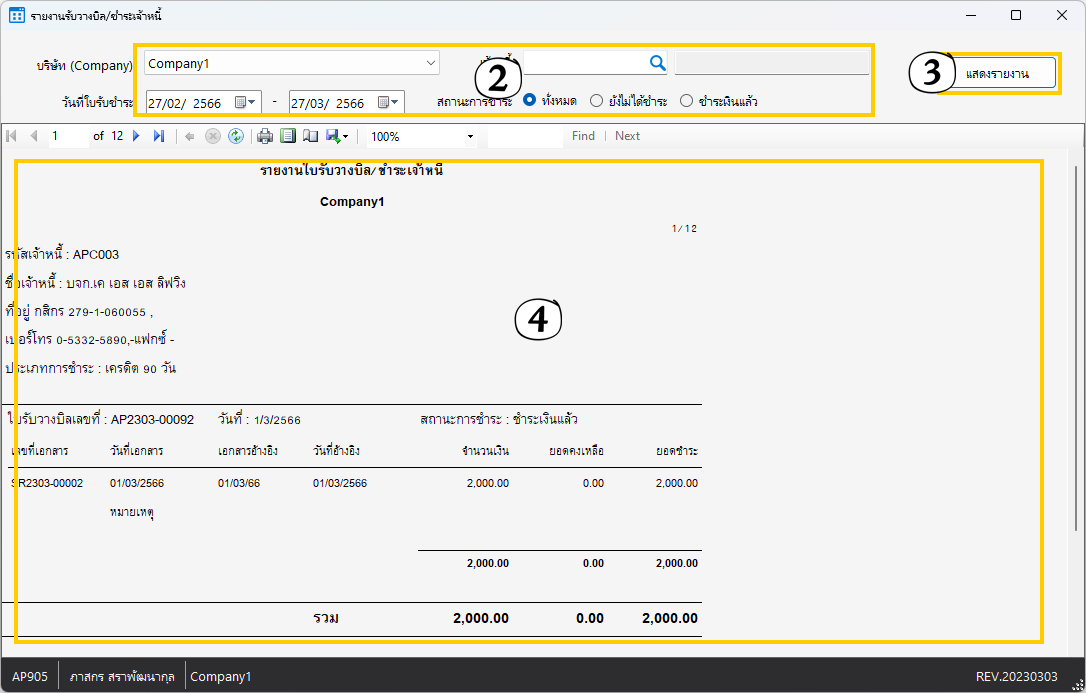 รายงานรับวางบิล/ชำระเจ้าหนี้
บริษัท (Company) Company1
2
3
แสดงรายงาน
วันที่ใบรับชำระ 27/02/ 2566 - 27/03/ 2566 สถานะการชำระ ทั้งหมด ยังไม่ได้ชำระ ชำระเงินแล้ว
1 of 12 100% Find | Next
รายงานใบรับวางบิล/ชำระเจ้าหนี้
Company1
1/12
รหัสเจ้าหนี้ : APC003
ชื่อเจ้าหนี้ : บจก.เค เอส เอส ลิฟวิง
ที่อยู่ กสิกร 279-1-060055 ,
เบอร์โทร 0-5332-5890,-แฟกซ์ -
ประเภทการชำระ : เครดิต 90 วัน
4
ใบรับวางบิลเลขที่ : AP2303-00092 วันที่ : 1/3/2566 สถานะการชำระ : ชำระเงินแล้ว
เลขที่เอกสาร วันที่เอกสาร เอกสารอ้างอิง วันที่อ้างอิง จำนวนเงิน ยอดคงเหลือ ยอดชำระ
SR2303-00002 01/03/2566 01/03/66 01/03/2566 2,000.00 0.00 2,000.00
หมายเหตุ
2,000.00 0.00 2,000.00
รวม 2,000.00 0.00 2,000.00
AP905 ภาสกร สราพัฒนากุล Company1 REV.20230303